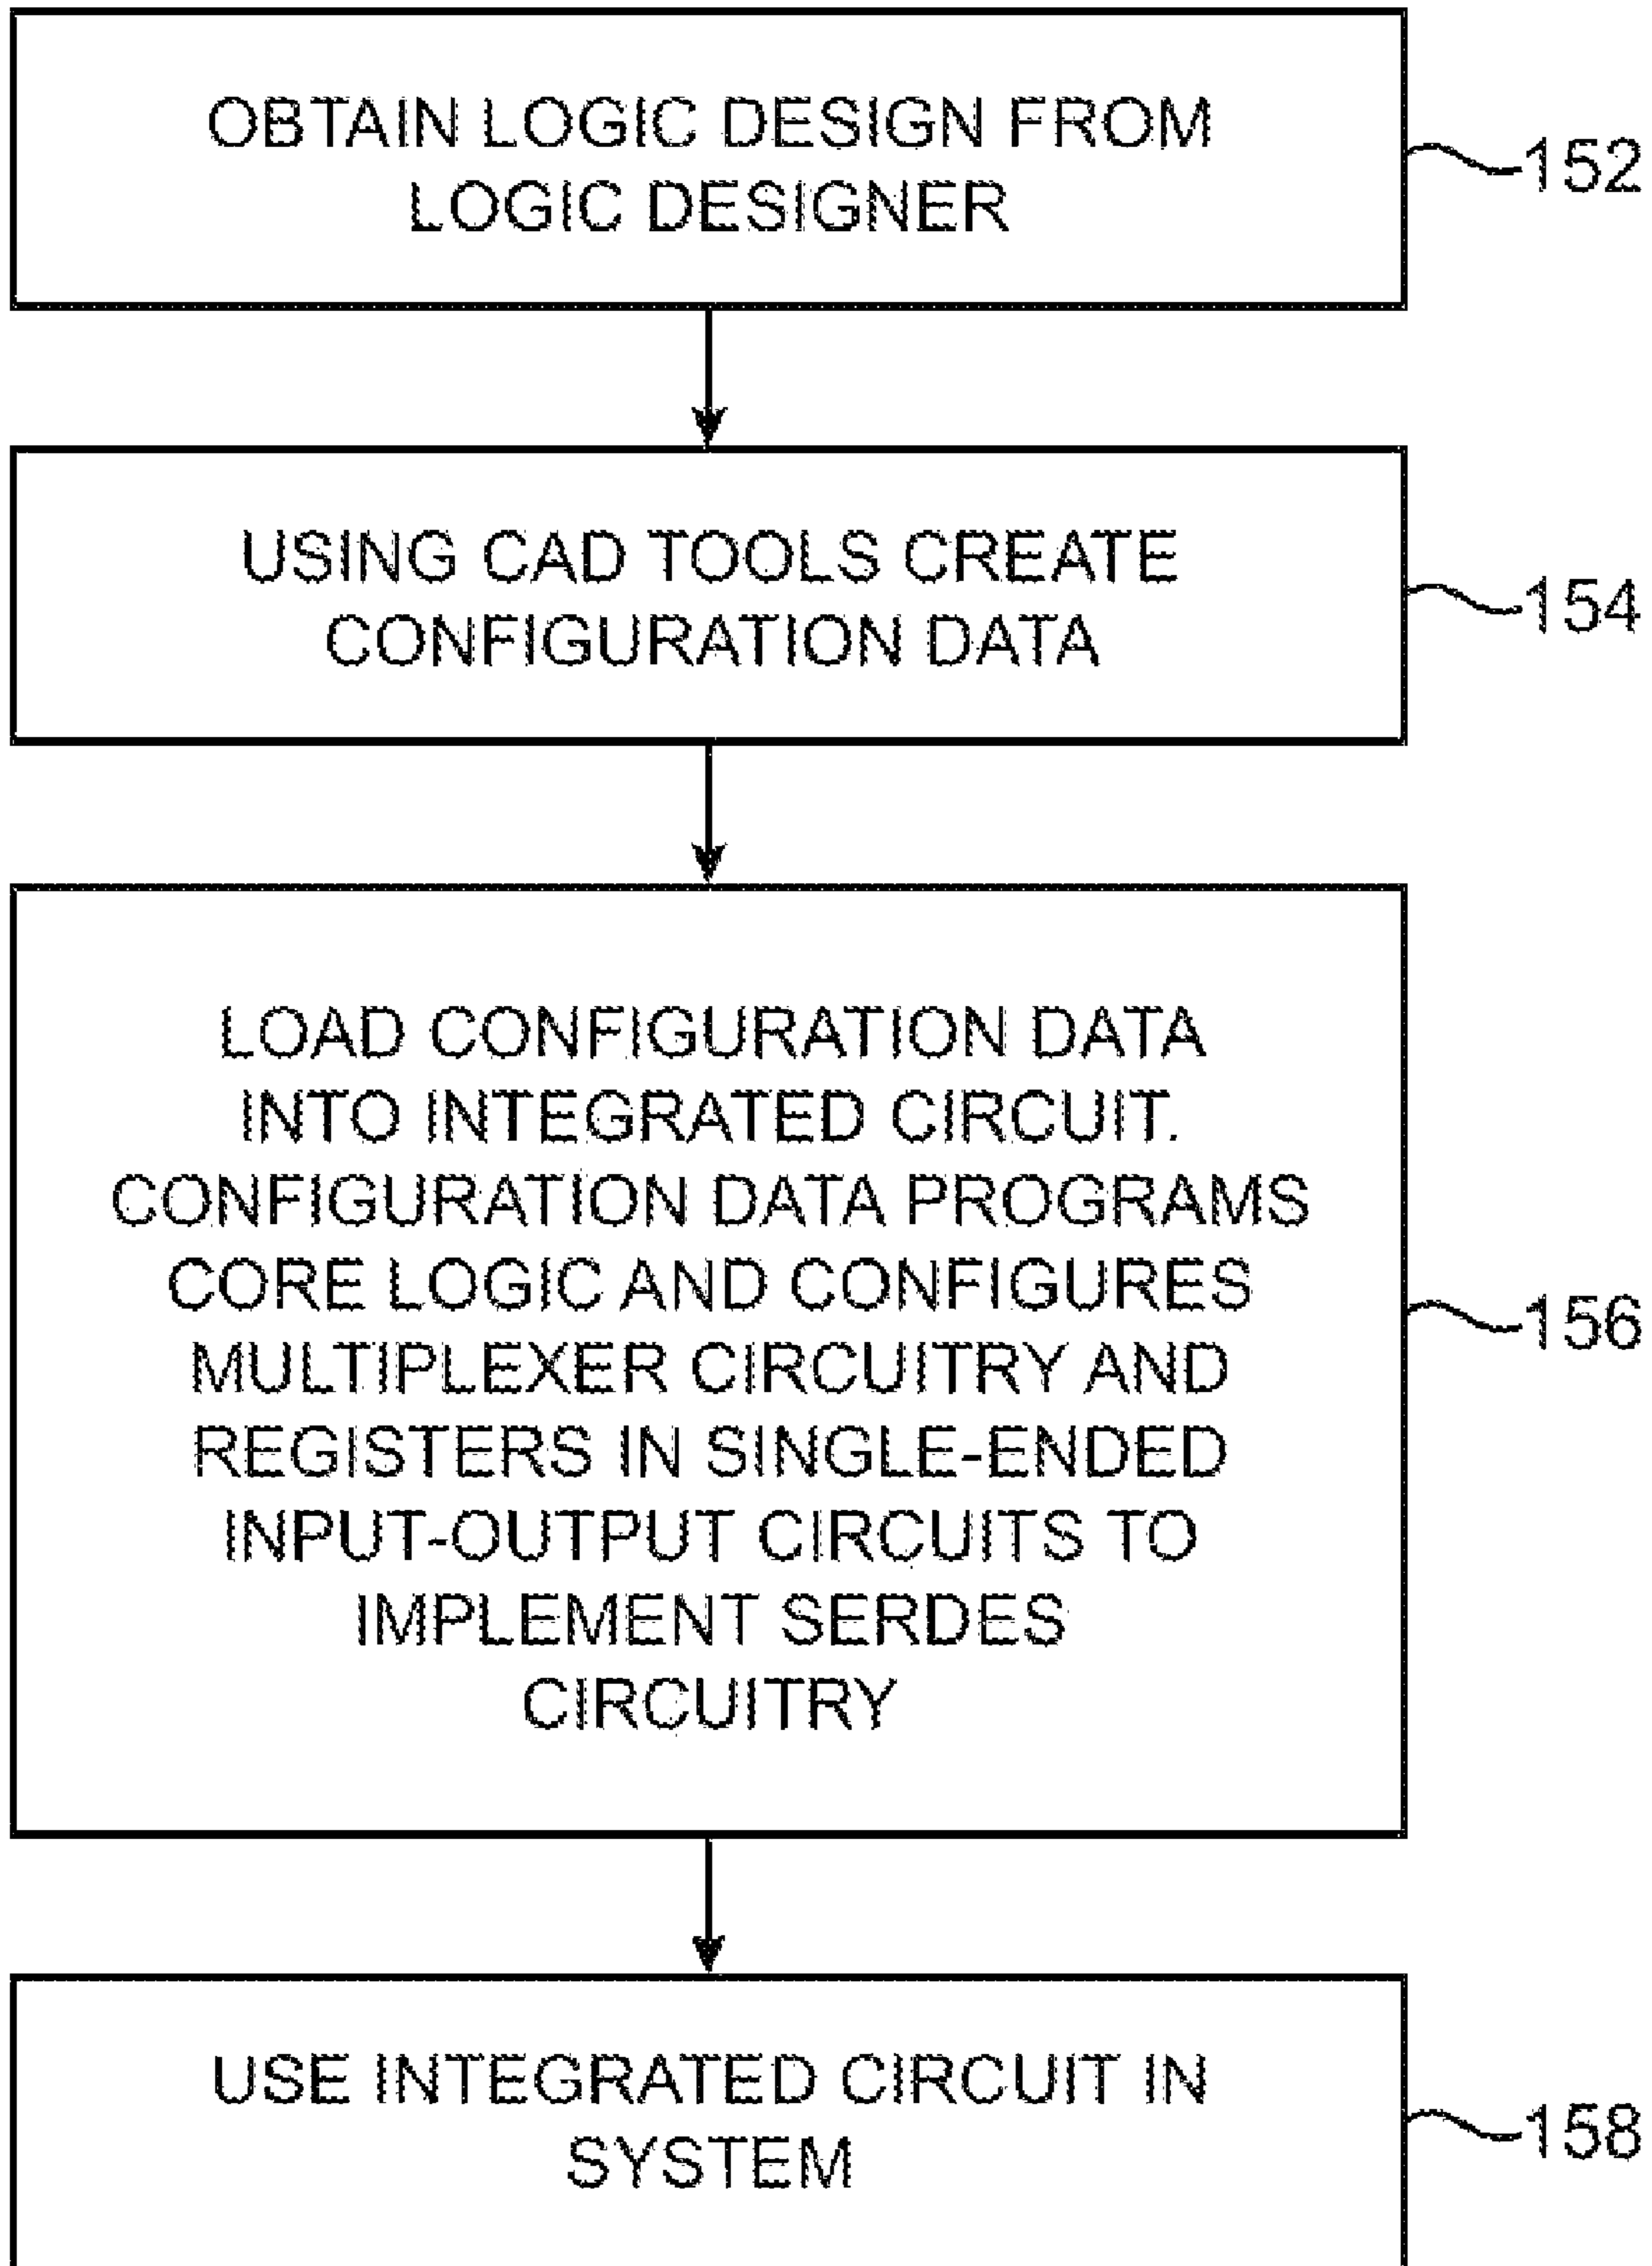 OBTAIN LOGIC DESIGN FROM
LOGIC DESIGNER
152
USING CAD TOOLS CREATE
CONFIGURATION DATA
154
LOAD CONFIGURATION DATA
INTO INTEGRATED CIRCUIT.
CONFIGURATION DATA PROGRAMS
CORE LOGIC AND CONFIGURES
MULTIPLEXER CIRCUITRY AND
REGISTERS IN SINGLE-ENDED
INPUT-OUTPUT CIRCUITS TO
IMPLEMENT SERDES
CIRCUITRY
156
USE INTEGRATED CIRCUIT IN
SYSTEM
158